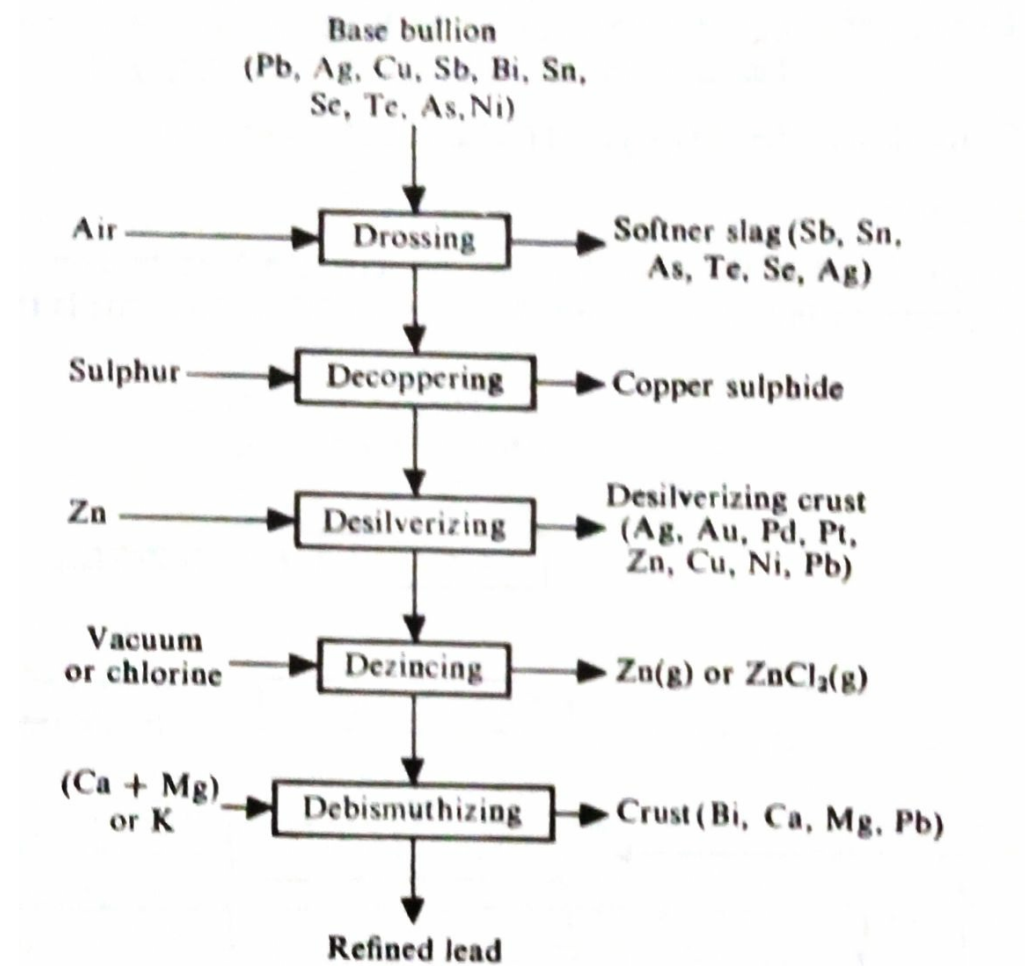 Base bullion
(Pb, Ag, Cu, Sb, Bi, Sn,
Se, Te, As, Ni)
Air
Drossing
Softner slag (Sb, Sn,
As, Te, Se, Ag)
Sulphur
Decoppering
Copper sulphide
Zn
Desilverizing
Desilverizing crust
(Ag, Au, Pd, Pt,
Zn, Cu, Ni, Pb)
Vacuum
or chlorine
Dezincing
Zn(g) or ZnCl₂(g)
(Ca + Mg)
or K
Debismuthizing
Crust (Bi, Ca, Mg, Pb)
Refined lead